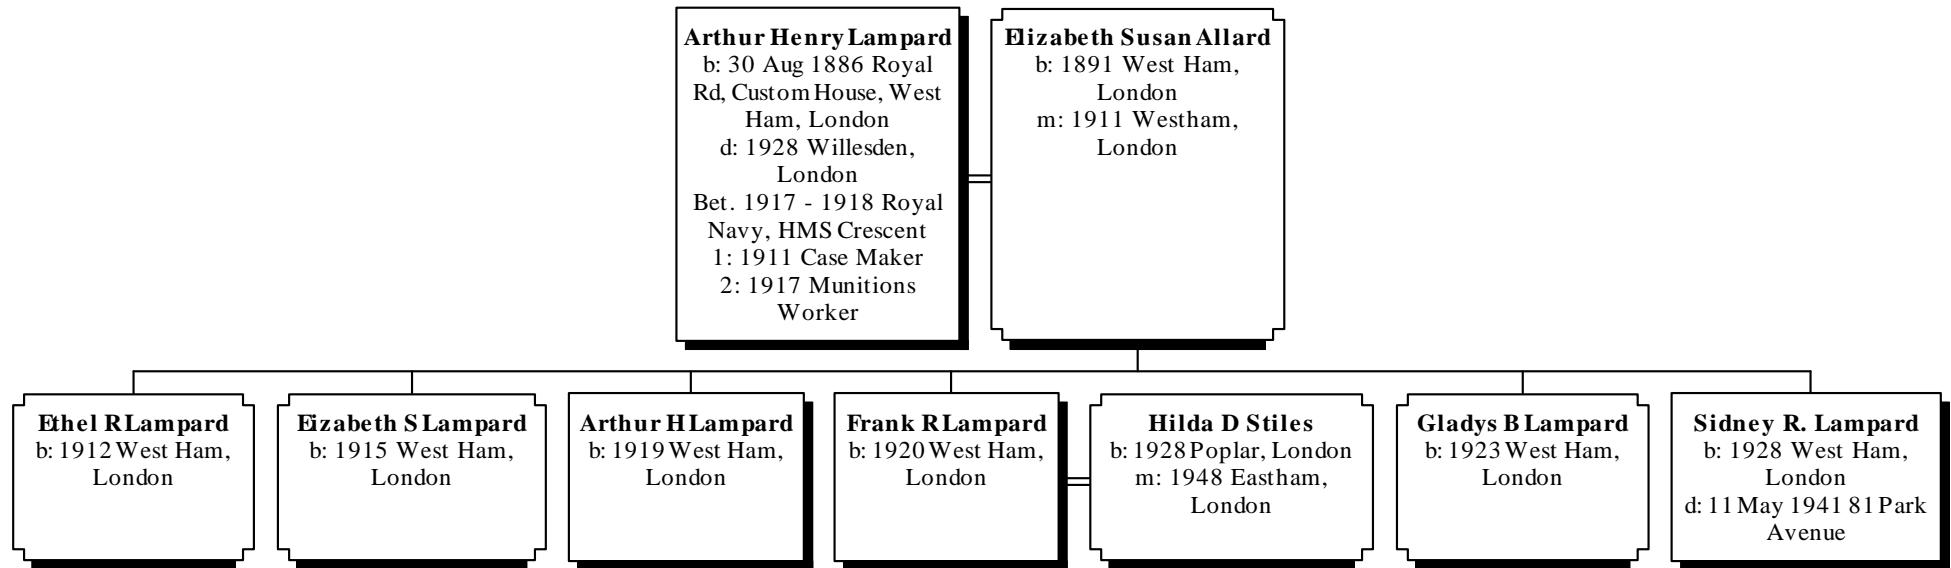 Arthur Henry Lampard
b: 30 Aug 1886 Royal
Rd, Custom House, West
Ham, London
d: 1928 Willesden,
London
Bet. 1917 - 1918 Royal
Navy, HMS Crescent
1: 1911 Case Maker
2: 1917 Munitions
Worker
Elizabeth Susan Allard
b: 1891 West Ham,
London
m: 1911 Westham,
London
Ethel R Lampard
b: 1912 West Ham,
London
Eizabeth S Lampard
b: 1915 West Ham,
London
Arthur H Lampard
b: 1919 West Ham,
London
Frank R Lampard
b: 1920 West Ham,
London
Hilda D Stiles
b: 1928 Poplar, London
m: 1948 Eastham,
London
Gladys B Lampard
b: 1923 West Ham,
London
Sidney R. Lampard
b: 1928 West Ham,
London
d: 11 May 1941 81 Park
Avenue